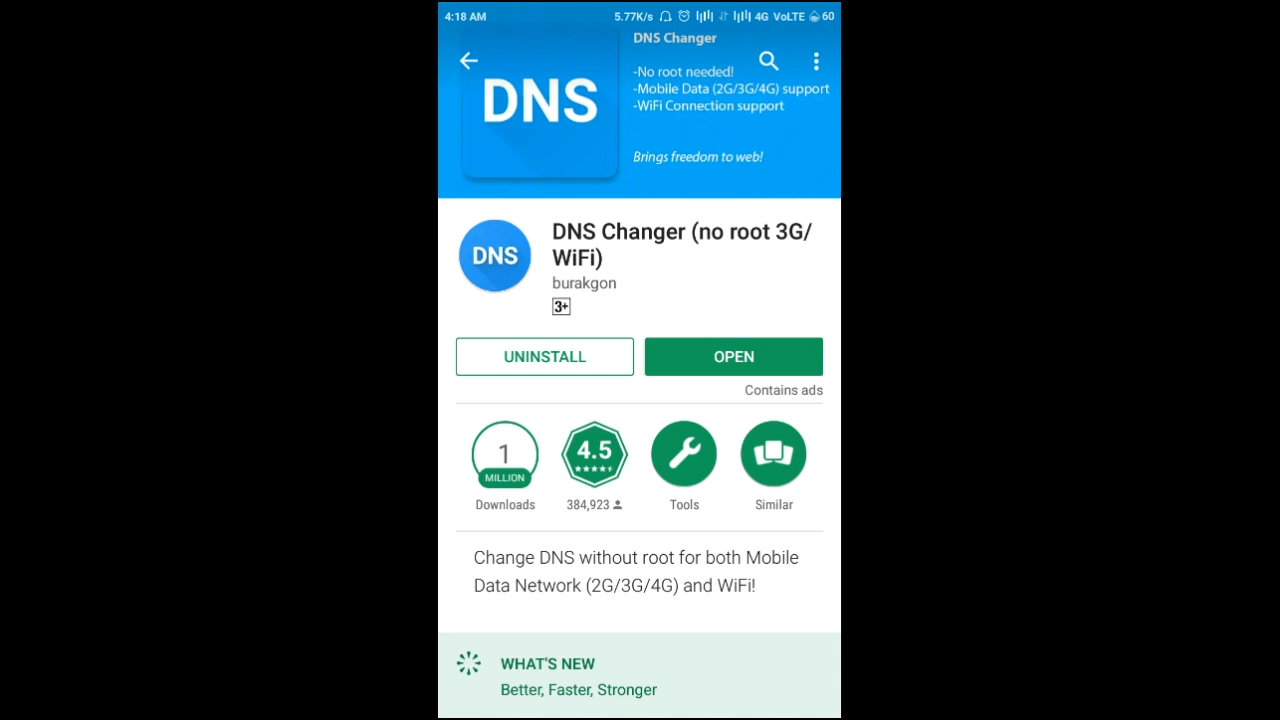 4:18 AM 5.77K/s 4G VoLTE 60
DNS Changer
-No root needed!
-Mobile Data (2G/3G/4G) support
-WiFi Connection support
DNS
Brings freedom to web!
DNS
DNS Changer (no root 3G/
WiFi)
burakgon
3+
UNINSTALL OPEN
Contains ads
1 4.5
MILLION
Downloads 384,923 Tools Similar
Change DNS without root for both Mobile
Data Network (2G/3G/4G) and WiFi!
WHAT'S NEW
Better, Faster, Stronger